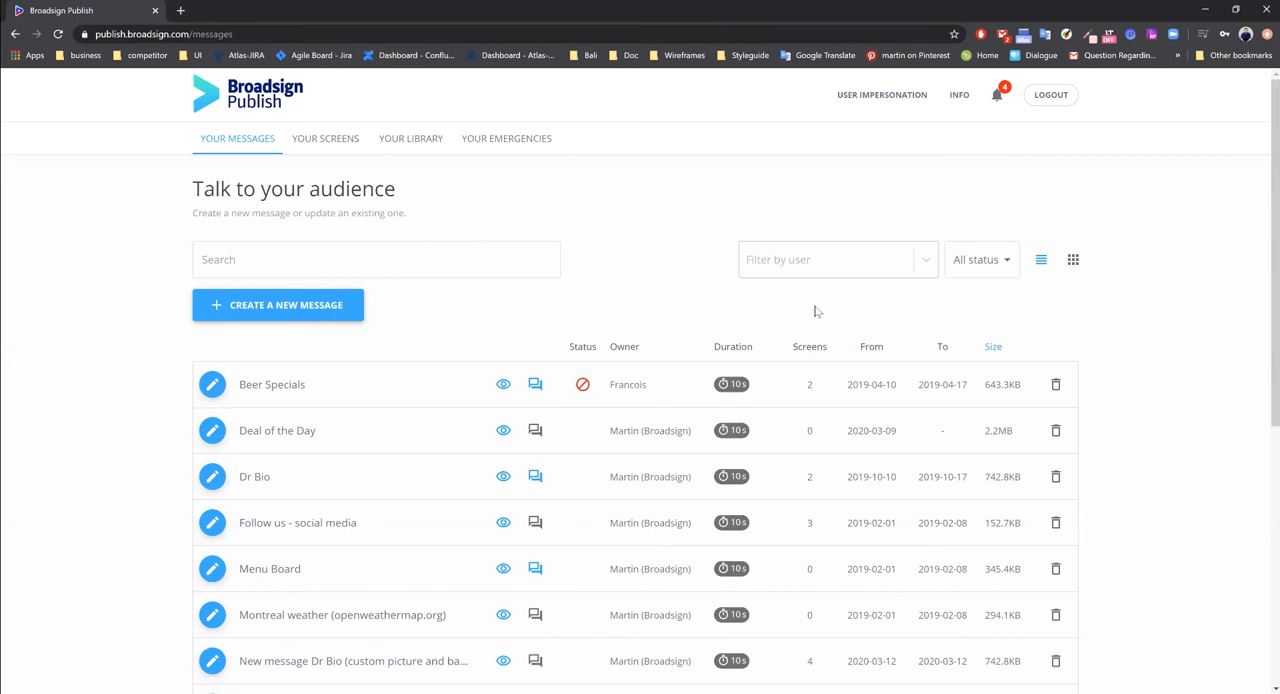 Broadsign Publish
publish.broadsign.com/messages
Apps business competitor UI Atlas-JIRA Agile Board - Jira Dashboard - Conflu... Dashboard - Atlas-... Bali Doc Wireframes Styleguide Google Translate martin on Pinterest Home Dialogue Question Regardin... » Other bookmarks
Broadsign
Publish
USER IMPERSONATION INFO 4 LOGOUT
YOUR MESSAGES YOUR SCREENS YOUR LIBRARY YOUR EMERGENCIES
Talk to your audience
Create a new message or update an existing one.
Search Filter by user All status
+ CREATE A NEW MESSAGE
Status Owner Duration Screens From To Size
Beer Specials Francois 10s 2 2019-04-10 2019-04-17 643.3KB
Deal of the Day Martin (Broadsign) 10s 0 2020-03-09 - 2.2MB
Dr Bio Martin (Broadsign) 10s 2 2019-10-10 2019-10-17 742.8KB
Follow us - social media Martin (Broadsign) 10s 3 2019-02-01 2019-02-08 152.7KB
Menu Board Martin (Broadsign) 10s 0 2019-02-01 2019-02-08 345.4KB
Montreal weather (openweathermap.org) Martin (Broadsign) 10s 0 2019-02-01 2019-02-08 294.1KB
New message Dr Bio (custom picture and ba... Martin (Broadsign) 10s 4 2020-03-12 2020-03-12 742.8KB